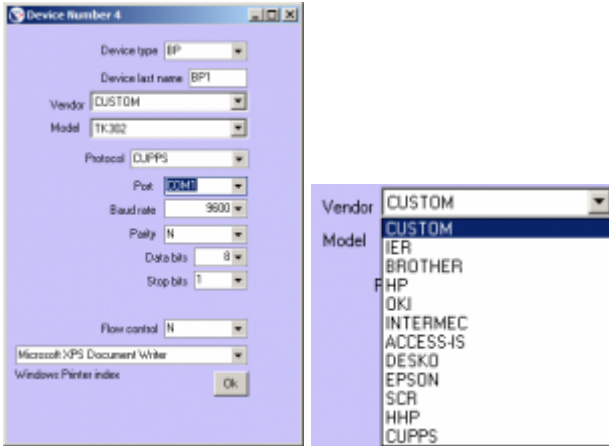 Device Number 4
Device type BP
Device last name BP1
Vendor CUSTOM
Model TK302
Protocol CUPPS
Port COM1
Baud rate 9600
Parity N
Data bits 8
Stop bits 1
Flow control N
Microsoft XPS Document Writer
Windows Printer index
Ok
Vendor CUSTOM
CUSTOM
Model
IER
BROTHER
HP
OKI
INTERMEC
ACCESS-IS
DESKO
EPSON
SCR
HHP
CUPPS